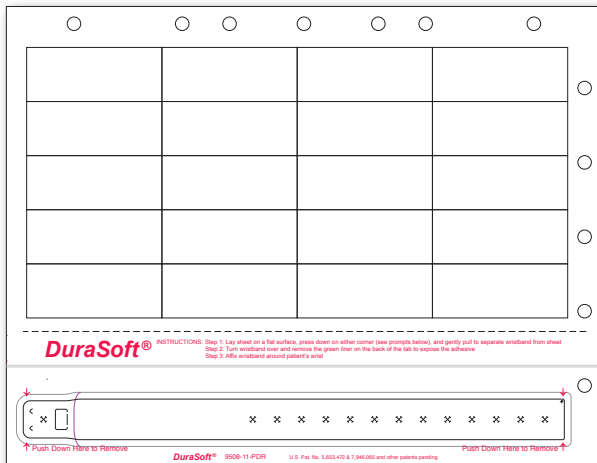 DuraSoft®
INSTRUCTIONS: Step 1: Lay sheet on a flat surface, press down on either corner (see prompts below), and gently pull to separate wristband from sheet
Step 2: Turn wristband over and remove the green liner on the back of the tab to expose the adhesive
Step 3: Affix wristband around patient's wrist
Push Down Here to Remove
Push Down Here to Remove
DuraSoft® 9508-11-PDR U.S. Pat. No. 5,653,472 & 7,946,065 and other patents pending